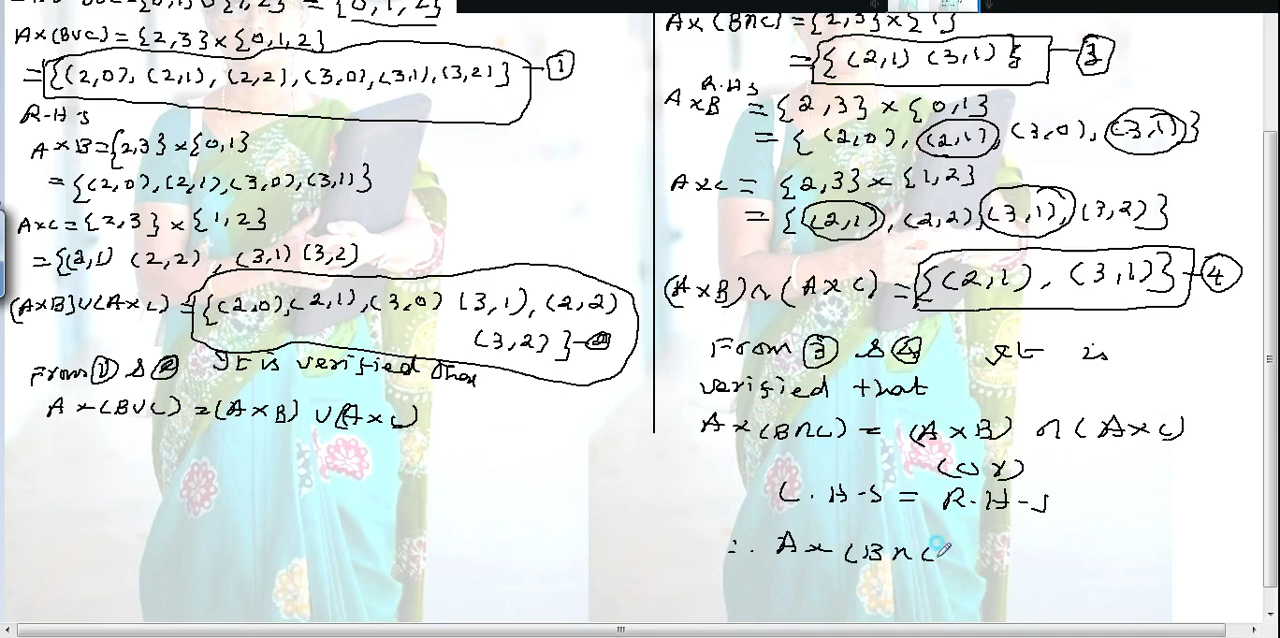 = {0,1,2}
A×(B∪C) = {2,3} × {0,1,2}
= {(2,0), (2,1), (2,2), (3,0), (3,1), (3,2)} - ①
R-H-S
A×B = {2,3} × {0,1}
= {(2,0), (2,1), (3,0), (3,1)}
A×C = {2,3} × {1,2}
= {(2,1) (2,2), (3,1) (3,2)
(A×B) ∪ (A×C) = {(2,0), (2,1), (3,0) (3,1), (2,2)
(3,2)} - ②
From ① & ② It is verified that
A×(B∪C) = (A×B) ∪ (A×C)
A×(B∩C) = {2,3} × {1}
= {(2,1) (3,1)} - ③
R-H-S
A×B = {2,3} × {0,1}
= {(2,0), (2,1), (3,0), (3,1)}
A×C = {2,3} × {1,2}
= {(2,1), (2,2), (3,1), (3,2)}
(A×B) ∩ (A×C) = {(2,1), (3,1)} - ④
From ③ & ④ It is
verified that
A×(B∩C) = (A×B) ∩ (A×C)
(or)
L.H-S = R-H-S
∴ A×(B∩C